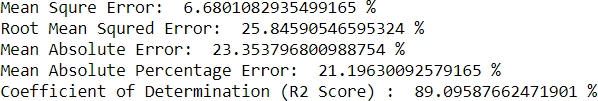 Mean Squre Error:  6.6801082935499165 %
Root Mean Squred Error:  25.84590546595324 %
Mean Absolute Error:  23.353796800988754 %
Mean Absolute Percentage Error:  21.19630092579165 %
Coefficient of Determination (R2 Score) :  89.09587662471901 %